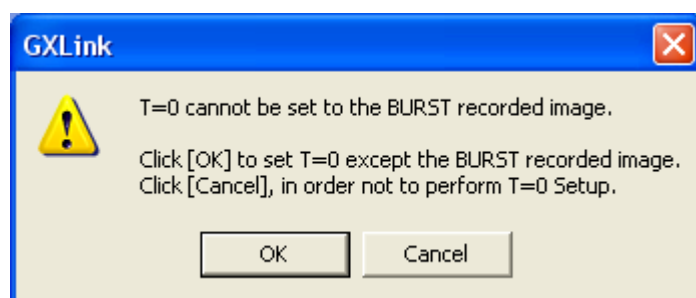 GXLink
T=0 cannot be set to the BURST recorded image.
Click [OK] to set T=0 except the BURST recorded image.
Click [Cancel], in order not to perform T=0 Setup.
OK
Cancel